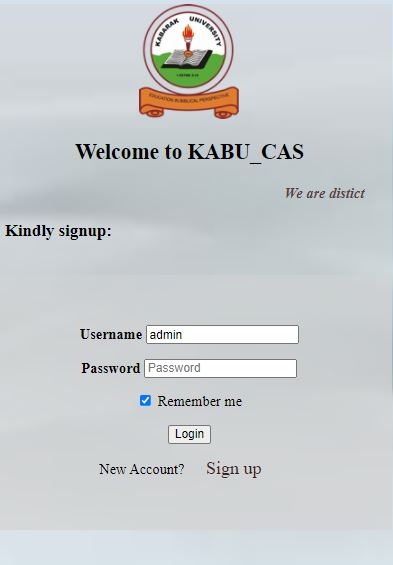 KABARAK UNIVERSITY
EDUCATION IN BIBLICAL PERSPECTIVE
Welcome to KABU_CAS
We are distict
Kindly signup:
Username admin
Password Password
Remember me
Login
New Account? Sign up